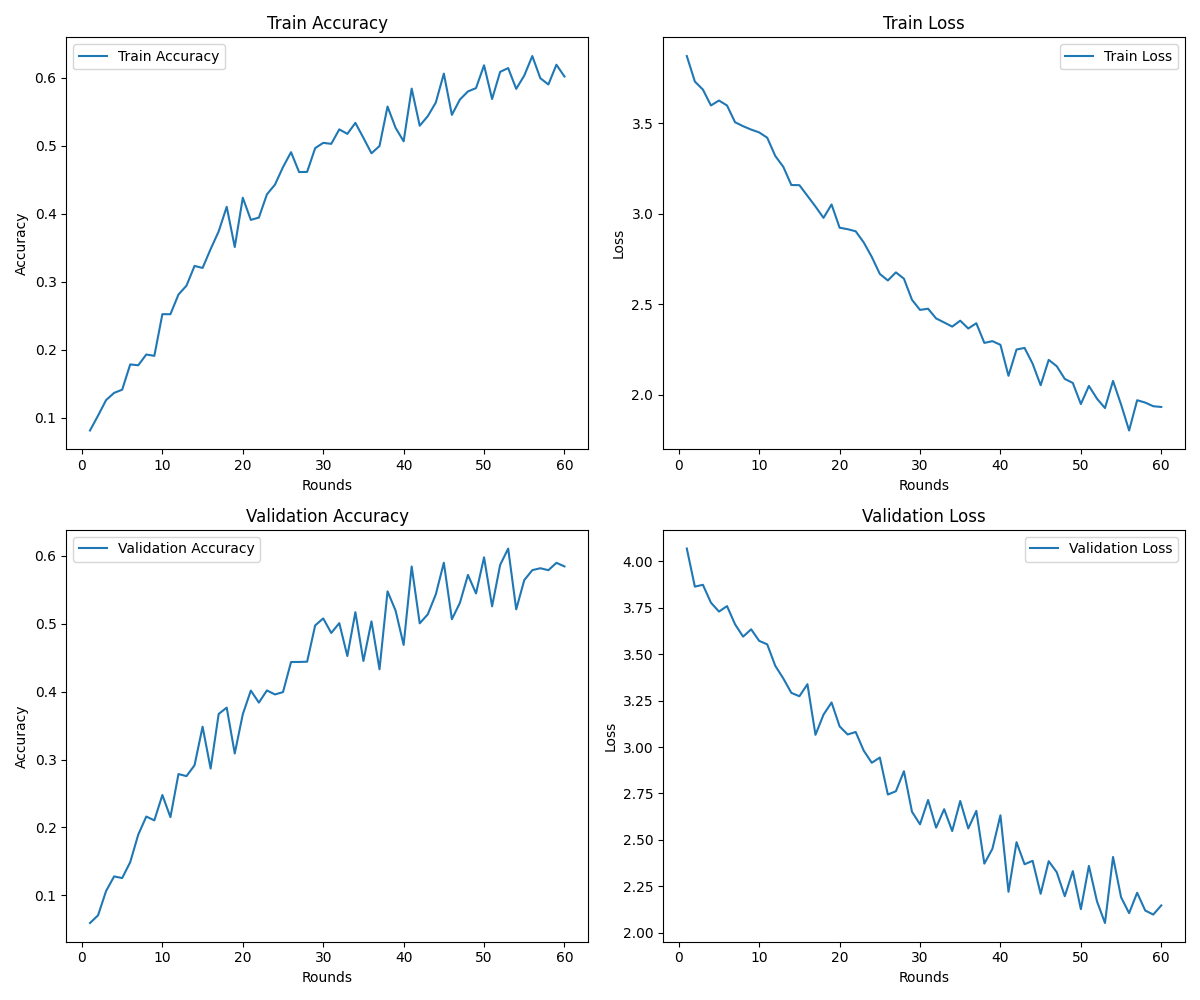 Train Accuracy
Train Accuracy
Accuracy
0.6
0.5
0.4
0.3
0.2
0.1
0 10 20 30 40 50 60
Rounds
Train Loss
Train Loss
Loss
3.5
3.0
2.5
2.0
0 10 20 30 40 50 60
Rounds
Validation Accuracy
Validation Accuracy
Accuracy
0.6
0.5
0.4
0.3
0.2
0.1
0 10 20 30 40 50 60
Rounds
Validation Loss
Validation Loss
Loss
4.00
3.75
3.50
3.25
3.00
2.75
2.50
2.25
2.00
0 10 20 30 40 50 60
Rounds